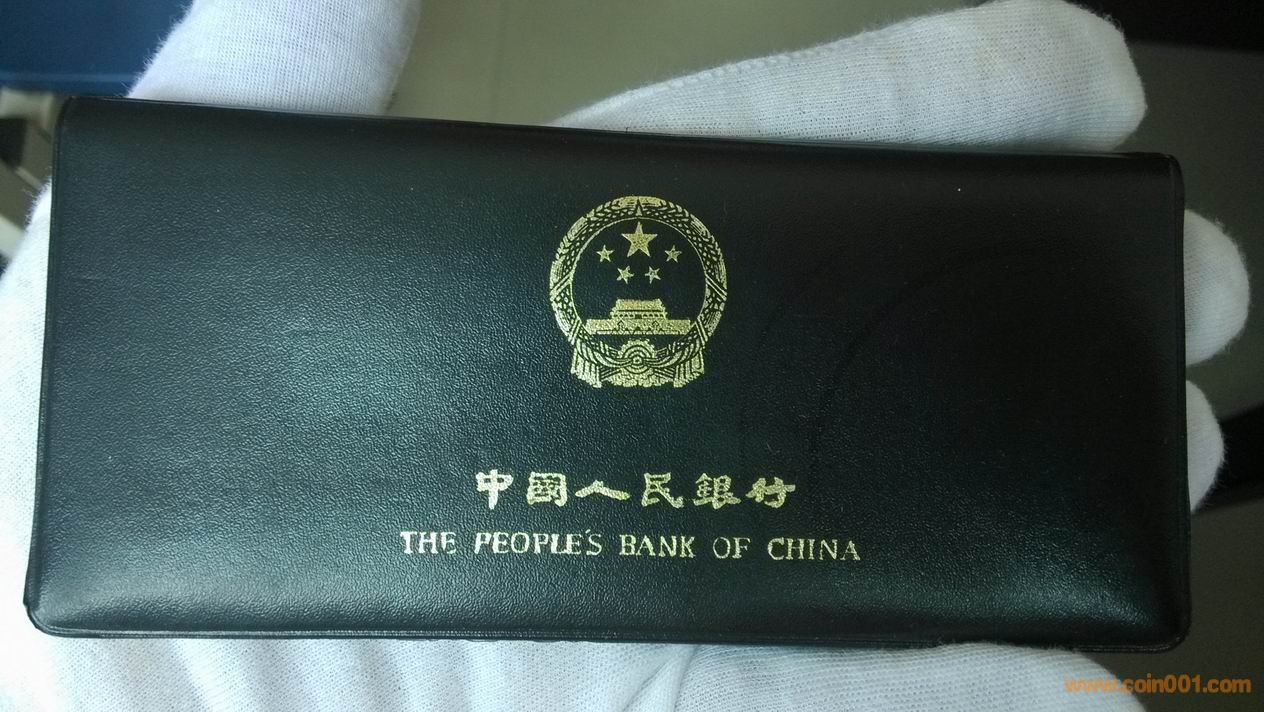 中國人民銀行
THE PEOPLE'S BANK OF CHINA
www.coin001.com